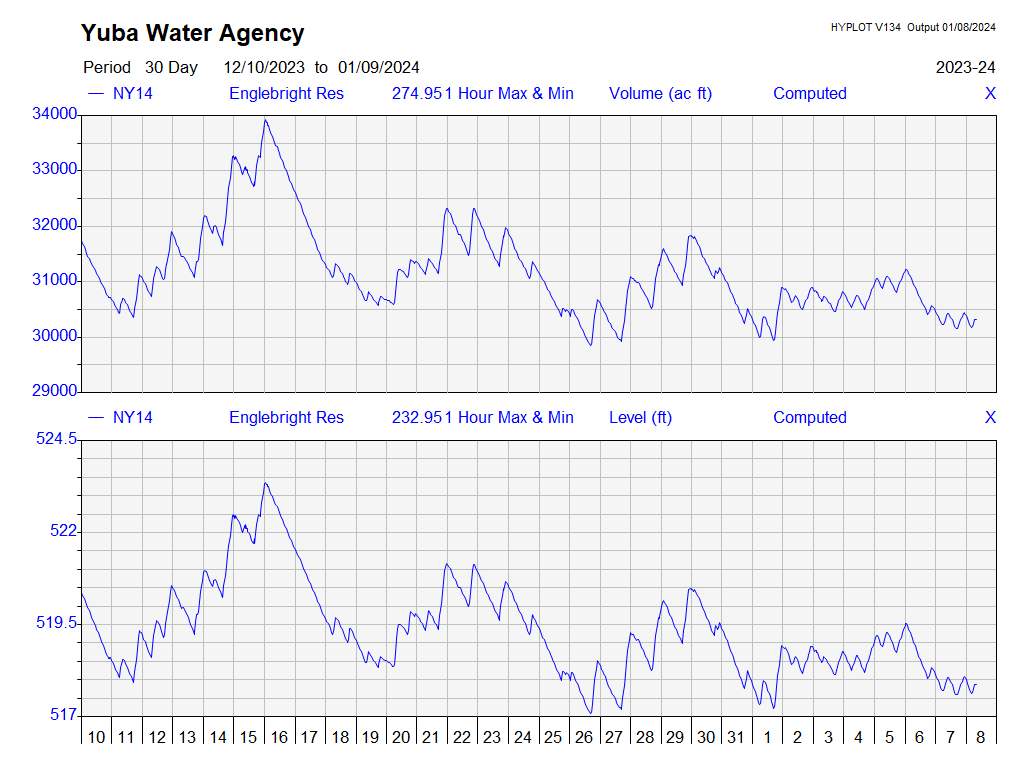 Yuba Water Agency
HYPLOT V134 Output 01/08/2024
Period 30 Day 12/10/2023 to 01/09/2024 2023-24
NY14 Englebright Res 274.951 Hour Max & Min Volume (ac ft) Computed X
34000
33000
32000
31000
30000
29000
NY14 Englebright Res 232.951 Hour Max & Min Level (ft) Computed X
524.5
522
519.5
517
10 11 12 13 14 15 16 17 18 19 20 21 22 23 24 25 26 27 28 29 30 31 1 2 3 4 5 6 7 8